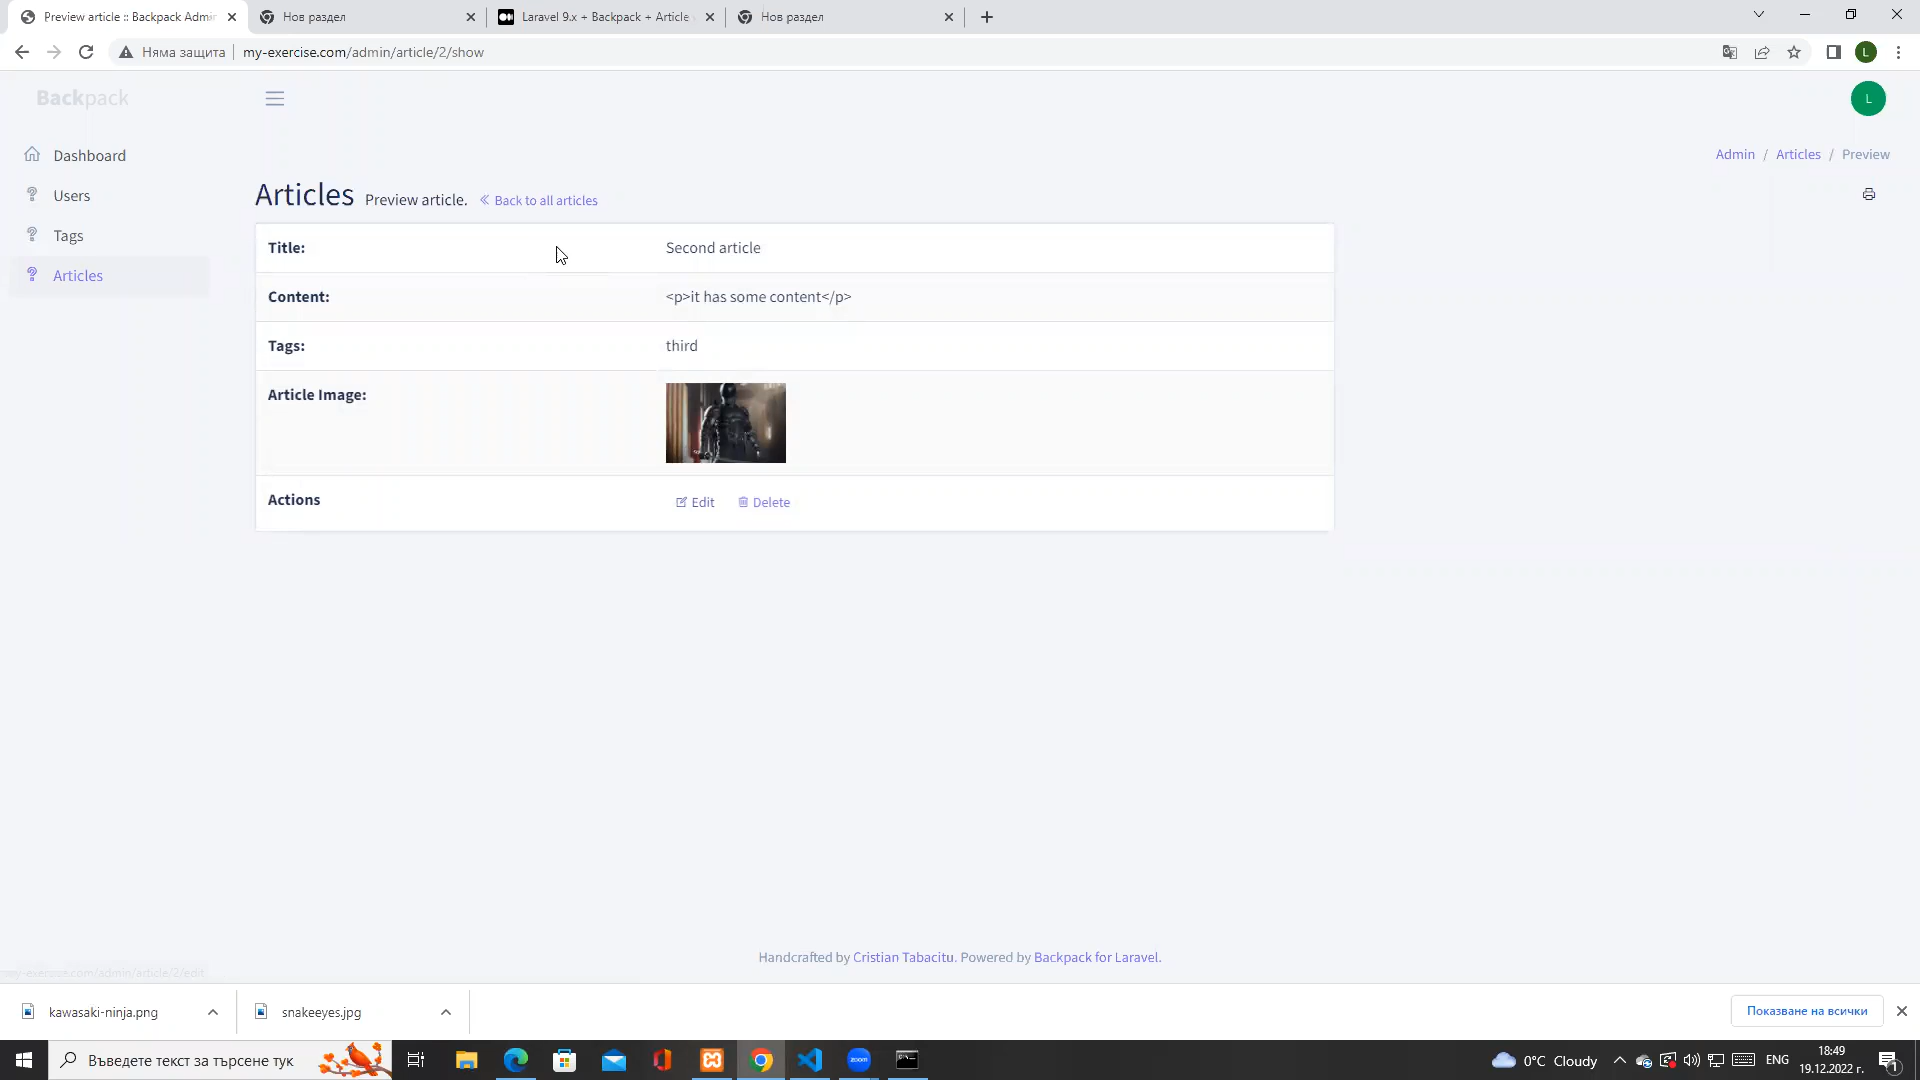 Preview article :: Backpack Admin
Нов раздел
Laravel 9.x + Backpack + Article
Нов раздел
Няма защита
my-exercise.com/admin/article/2/show
L
Backpack
L
Dashboard
Users
Tags
Articles
Admin / Articles / Preview
Articles Preview article. « Back to all articles
Title: Second article
Content: <p>it has some content</p>
Tags: third
Article Image:
Actions Edit Delete
Handcrafted by Cristian Tabacitu. Powered by Backpack for Laravel.
my-exercise.com/admin/article/2/edit
kawasaki-ninja.png
snakeeyes.jpg
Показване на всички
Въведете текст за търсене тук
zoom
0°C Cloudy
ENG
18:49
19.12.2022 г.
1